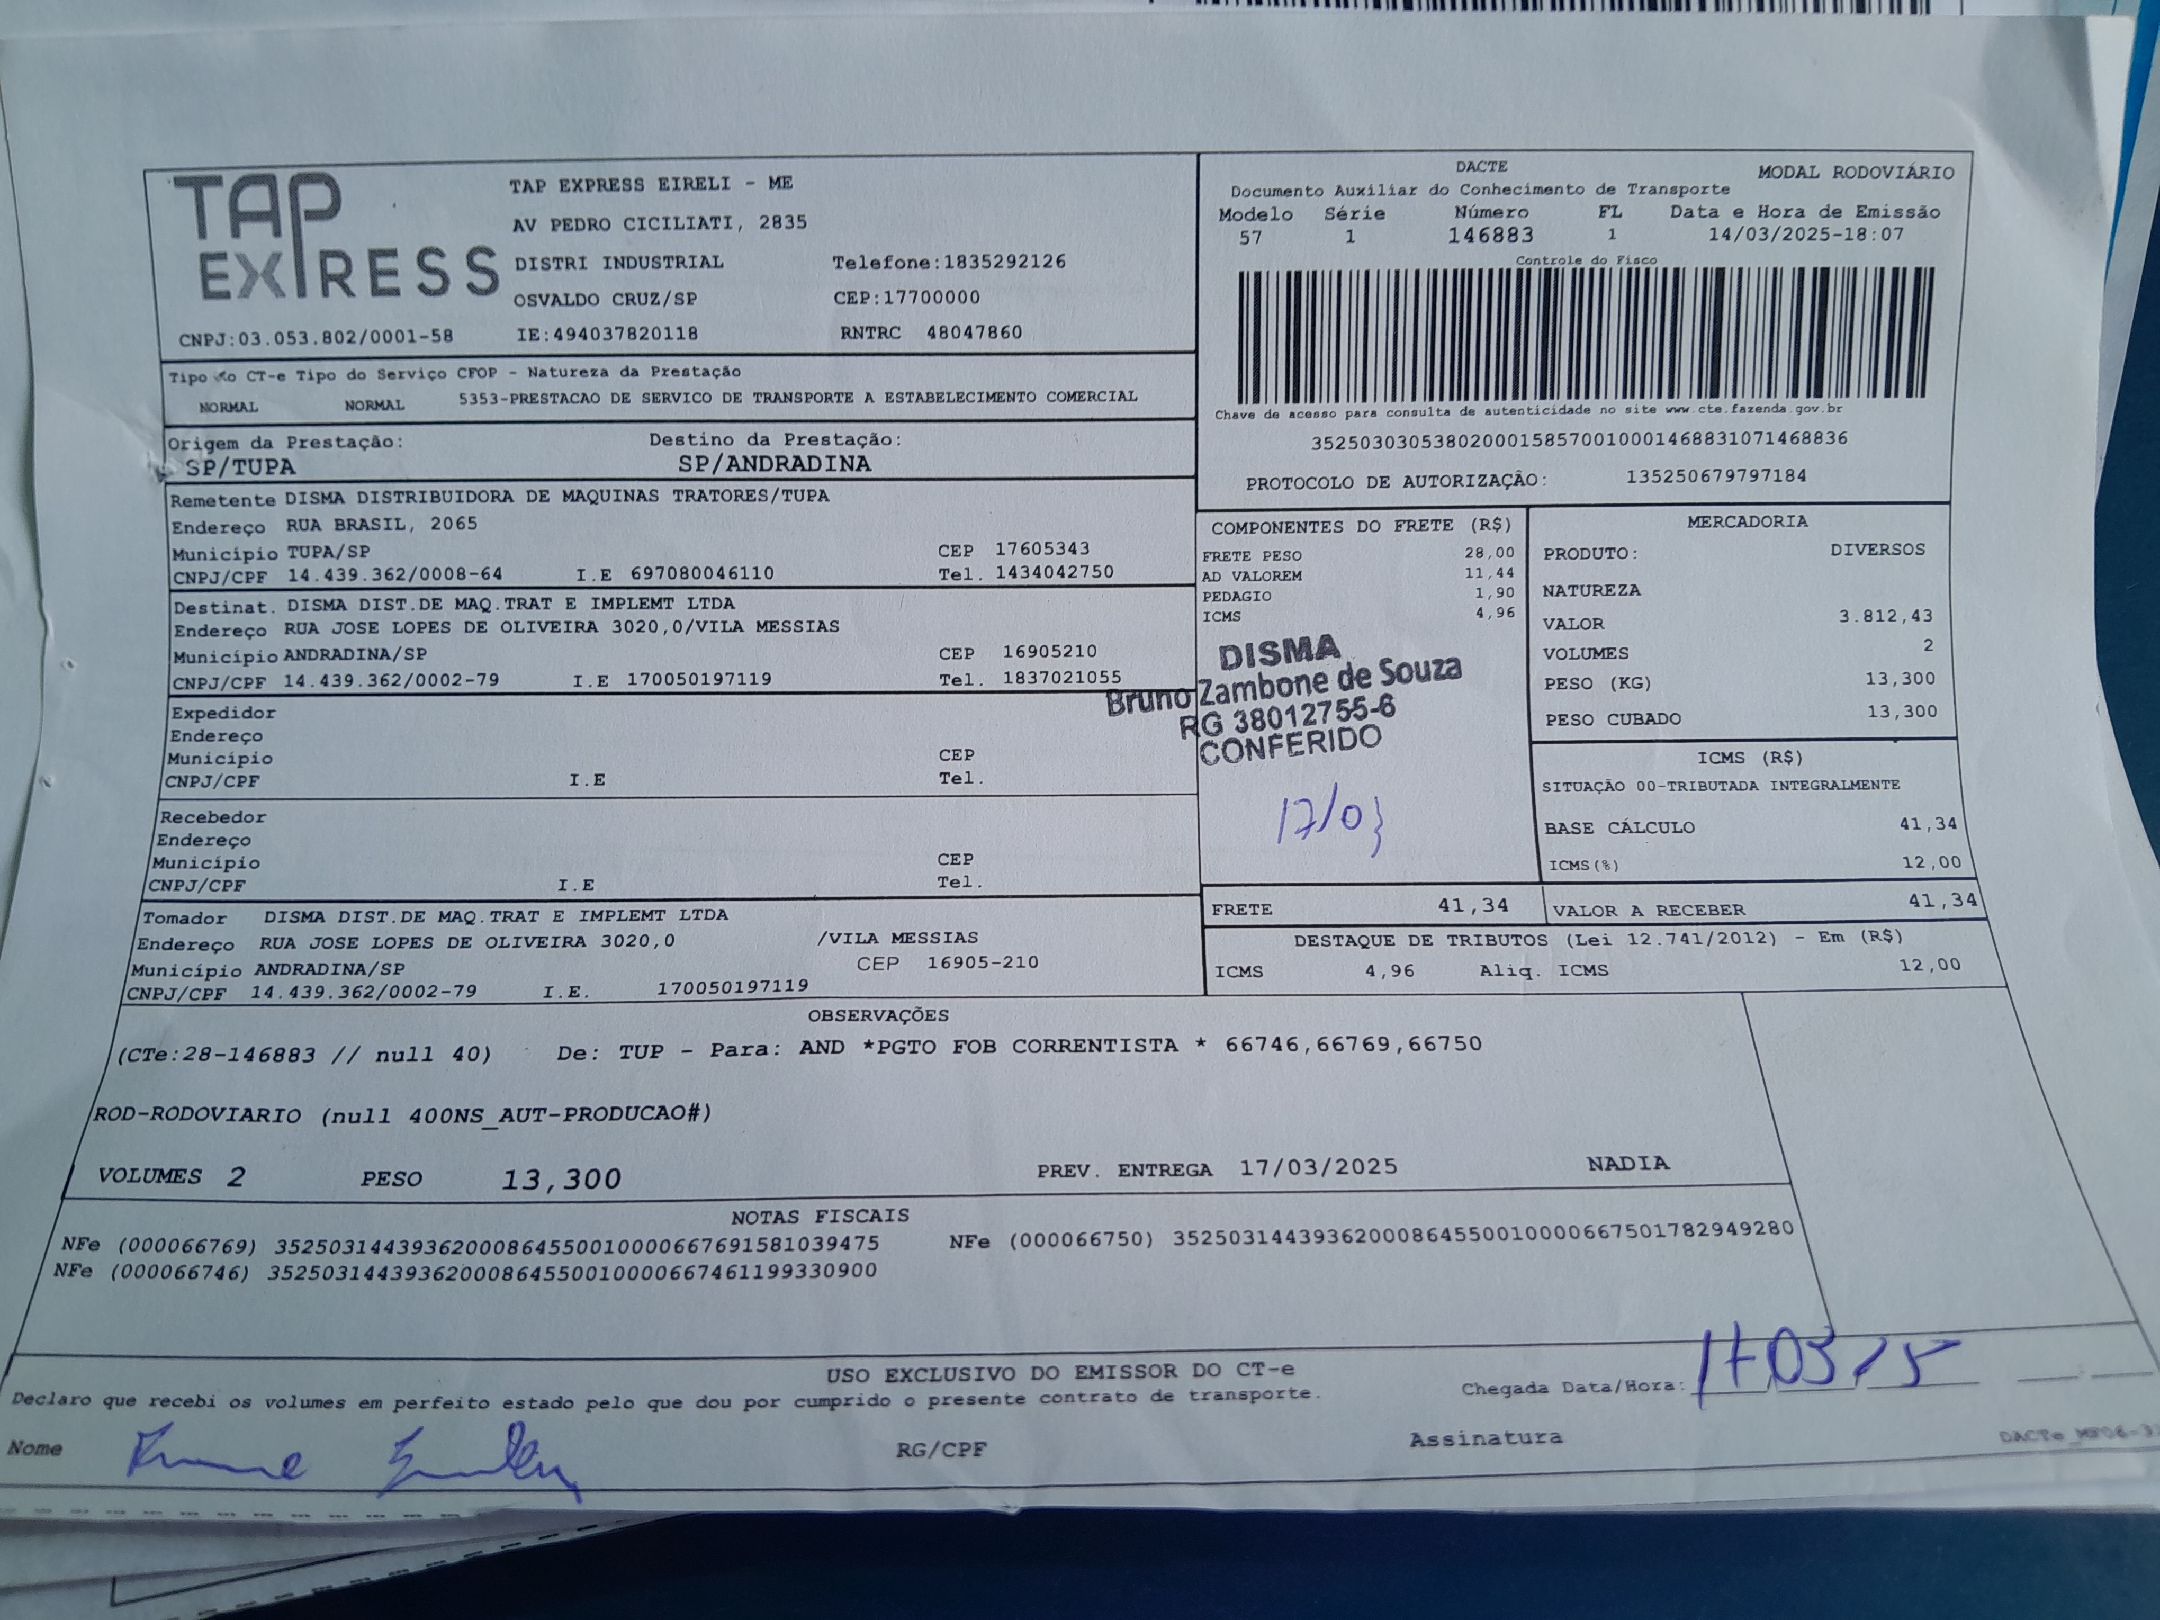 TAP
EXPRESS
TAP EXPRESS EIRELI - ME
AV PEDRO CICILIATI, 2835
DISTRI INDUSTRIAL Telefone:1835292126
OSVALDO CRUZ/SP CEP:17700000
CNPJ:03.053.802/0001-58 IE:494037820118 RNTRC 48047860
DACTE MODAL RODOVIÁRIO
Documento Auxiliar do Conhecimento de Transporte
Modelo Série Número FL Data e Hora de Emissão
57 1 146883 1 14/03/2025-18:07
Controle do Fisco
Chave de acesso para consulta de autenticidade no site www.cte.fazenda.gov.br
35250303053802000158570010001468831071468836
PROTOCOLO DE AUTORIZAÇÃO: 135250679797184
Tipo do CT-e Tipo do Serviço CFOP - Natureza da Prestação
NORMAL NORMAL 5353-PRESTACAO DE SERVICO DE TRANSPORTE A ESTABELECIMENTO COMERCIAL
Origem da Prestação: Destino da Prestação:
SP/TUPA SP/ANDRADINA
Remetente DISMA DISTRIBUIDORA DE MAQUINAS TRATORES/TUPA
Endereço RUA BRASIL, 2065
Município TUPA/SP CEP 17605343
CNPJ/CPF 14.439.362/0008-64 I.E 697080046110 Tel. 1434042750
Destinat. DISMA DIST.DE MAQ.TRAT E IMPLEMT LTDA
Endereço RUA JOSE LOPES DE OLIVEIRA 3020,0/VILA MESSIAS
Município ANDRADINA/SP CEP 16905210
CNPJ/CPF 14.439.362/0002-79 I.E 170050197119 Tel. 1837021055
Expedidor
Endereço
Município CEP
CNPJ/CPF I.E Tel.
Recebedor
Endereço
Município CEP
CNPJ/CPF I.E Tel.
Tomador DISMA DIST.DE MAQ.TRAT E IMPLEMT LTDA
Endereço RUA JOSE LOPES DE OLIVEIRA 3020,0 /VILA MESSIAS
Município ANDRADINA/SP CEP 16905-210
CNPJ/CPF 14.439.362/0002-79 I.E. 170050197119
COMPONENTES DO FRETE (R$)
FRETE PESO 28,00
AD VALOREM 11,44
PEDAGIO 1,90
ICMS 4,96
DISMA
Bruno Zambone de Souza
RG 38012755-6
CONFERIDO
17/03
MERCADORIA
PRODUTO: DIVERSOS
NATUREZA
VALOR 3.812,43
VOLUMES 2
PESO (KG) 13,300
PESO CUBADO 13,300
ICMS (R$)
SITUAÇÃO 00-TRIBUTADA INTEGRALMENTE
BASE CÁLCULO 41,34
ICMS(%) 12,00
FRETE 41,34 VALOR A RECEBER 41,34
DESTAQUE DE TRIBUTOS (Lei 12.741/2012) - Em (R$)
ICMS 4,96 Aliq. ICMS 12,00
OBSERVAÇÕES
(CTe:28-146883 // null 40) De: TUP - Para: AND *PGTO FOB CORRENTISTA * 66746,66769,66750
ROD-RODOVIARIO (null 400NS_AUT-PRODUCAO#)
VOLUMES 2 PESO 13,300 PREV. ENTREGA 17/03/2025 NADIA
NOTAS FISCAIS
NFe (000066769) 35250314439362000864550010000667691581039475 NFe (000066750) 35250314439362000864550010000667501782949280
NFe (000066746) 35250314439362000864550010000667461199330900
USO EXCLUSIVO DO EMISSOR DO CT-e
Declaro que recebi os volumes em perfeito estado pelo que dou por cumprido o presente contrato de transporte. Chegada Data/Hora: 17 03 25
Nome RG/CPF Assinatura